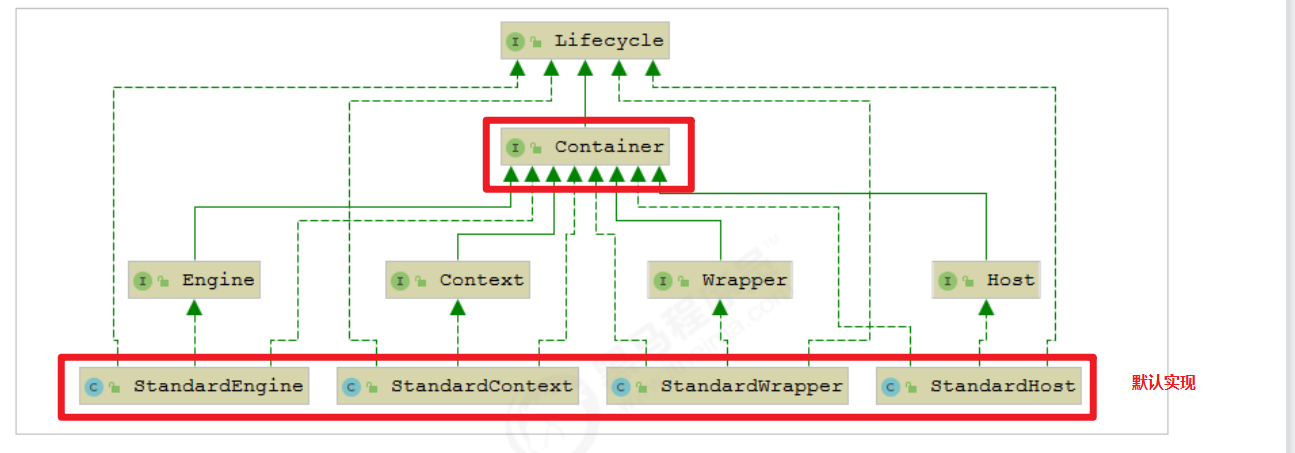 I Lifecycle
I Container
I Engine
I Context
I Wrapper
I Host
C StandardEngine
C StandardContext
C StandardWrapper
C StandardHost
默认实现